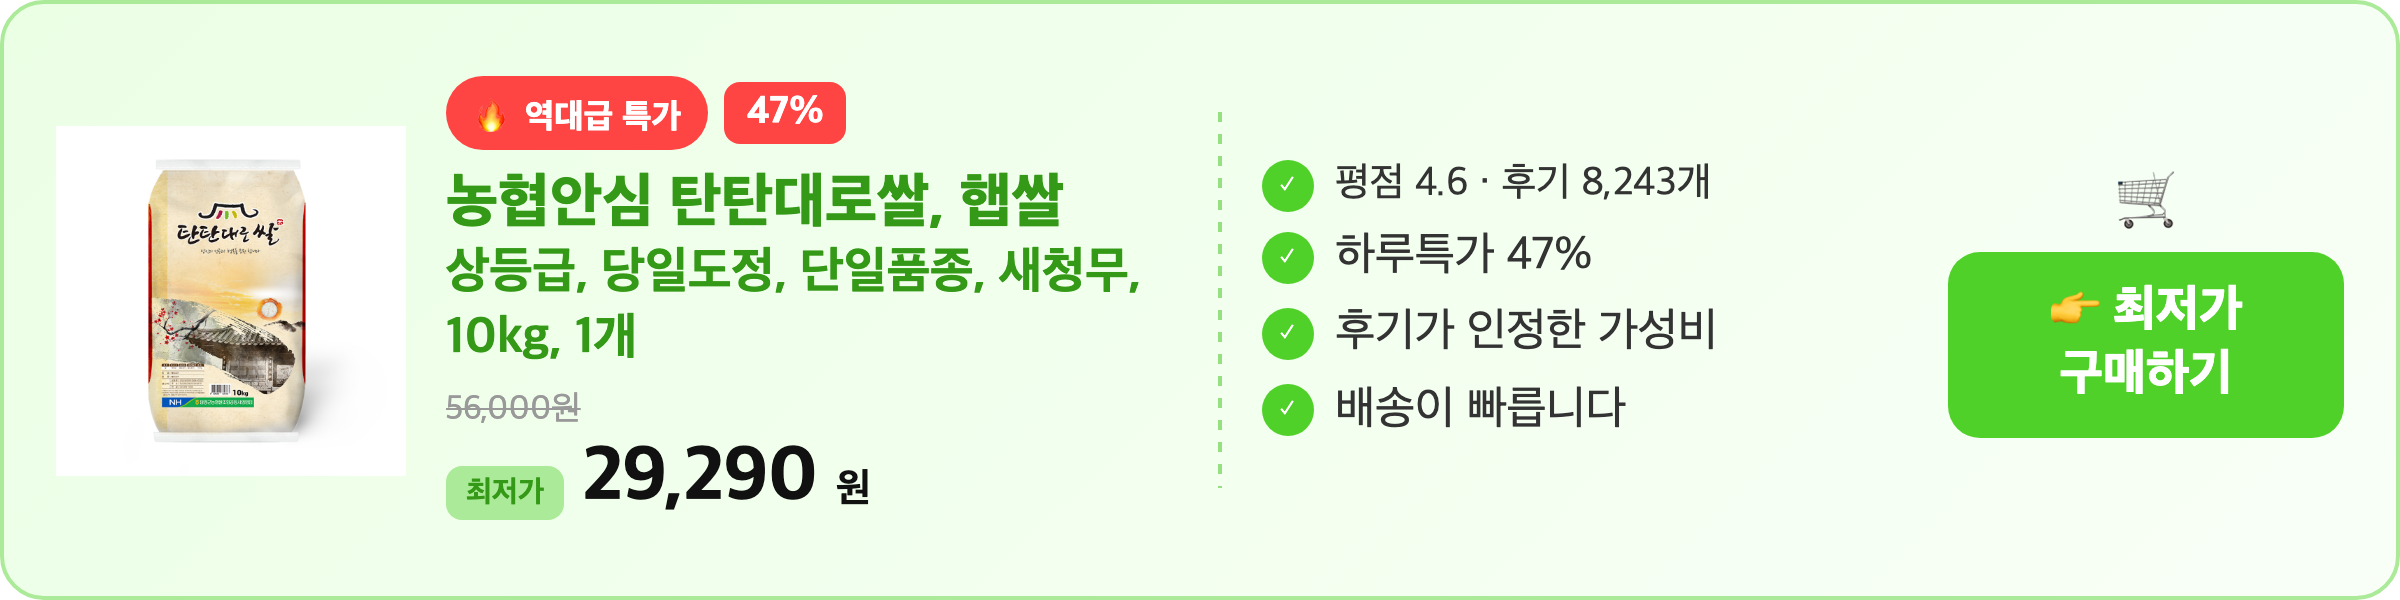 역대급 특가
47%
농협안심 탄탄대로쌀, 햅쌀
상등급, 당일도정, 단일품종, 새청무,
10kg, 1개
56,000원
최저가 29,290 원
탄탄대로쌀
10kg
NH
평점 4.6 · 후기 8,243개
하루특가 47%
후기가 인정한 가성비
배송이 빠릅니다
최저가
구매하기